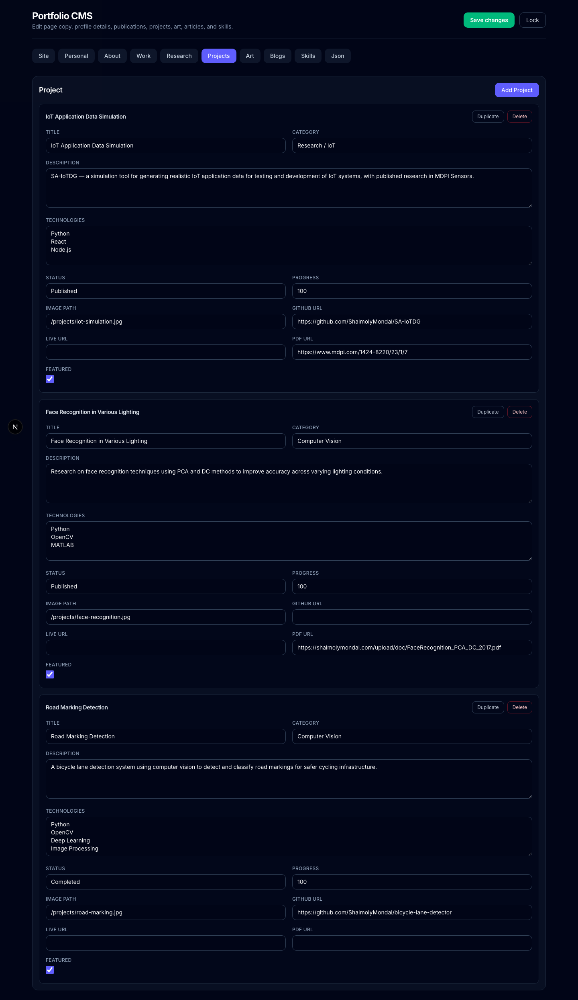 Portfolio CMS
Edit page copy, profile details, publications, projects, art, articles, and skills.
Save changes
Lock
Site
Personal
About
Work
Research
Projects
Art
Blogs
Skills
Json
Project
Add Project
IoT Application Data Simulation
Duplicate
Delete
TITLE
CATEGORY
IoT Application Data Simulation
Research / IoT
DESCRIPTION
SA-IoTDG — a simulation tool for generating realistic IoT application data for testing and development of IoT systems, with published research in MDPI Sensors.
TECHNOLOGIES
Python
React
Node.js
STATUS
PROGRESS
Published
100
IMAGE PATH
GITHUB URL
/projects/iot-simulation.jpg
https://github.com/ShalmolyMondal/SA-IoTDG
LIVE URL
PDF URL
https://www.mdpi.com/1424-8220/23/1/7
FEATURED
Face Recognition in Various Lighting
Duplicate
Delete
TITLE
CATEGORY
Face Recognition in Various Lighting
Computer Vision
DESCRIPTION
Research on face recognition techniques using PCA and DC methods to improve accuracy across varying lighting conditions.
TECHNOLOGIES
Python
OpenCV
MATLAB
STATUS
PROGRESS
Published
100
IMAGE PATH
GITHUB URL
/projects/face-recognition.jpg
LIVE URL
PDF URL
https://shalmolymondal.com/upload/doc/FaceRecognition_PCA_DC_2017.pdf
FEATURED
N
Road Marking Detection
Duplicate
Delete
TITLE
CATEGORY
Road Marking Detection
Computer Vision
DESCRIPTION
A bicycle lane detection system using computer vision to detect and classify road markings for safer cycling infrastructure.
TECHNOLOGIES
Python
OpenCV
Deep Learning
Image Processing
STATUS
PROGRESS
Completed
100
IMAGE PATH
GITHUB URL
/projects/road-marking.jpg
https://github.com/ShalmolyMondal/bicycle-lane-detector
LIVE URL
PDF URL
FEATURED